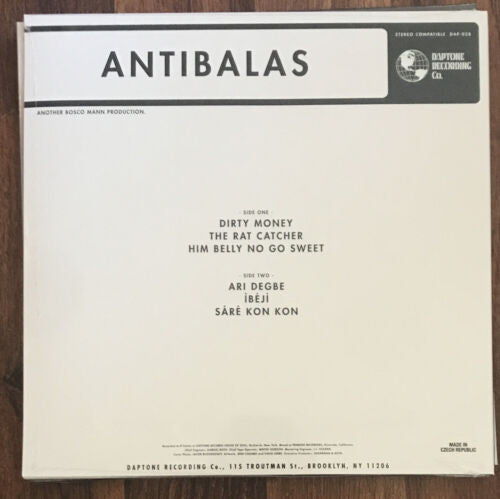 STEREO COMPATIBLE DAP-028
ANTIBALAS
DAPTONE
RECORDING
Co.
ANOTHER BOSCO MANN PRODUCTION.
- SIDE ONE -
DIRTY MONEY
THE RAT CATCHER
HIM BELLY NO GO SWEET
- SIDE TWO -
ARI DEGBE
ÌBÉJÌ
SÁRÉ KON KON
MADE IN
CZECH REPUBLIC
DAPTONE RECORDING Co., 115 TROUTMAN St., BROOKLYN, NY 11206